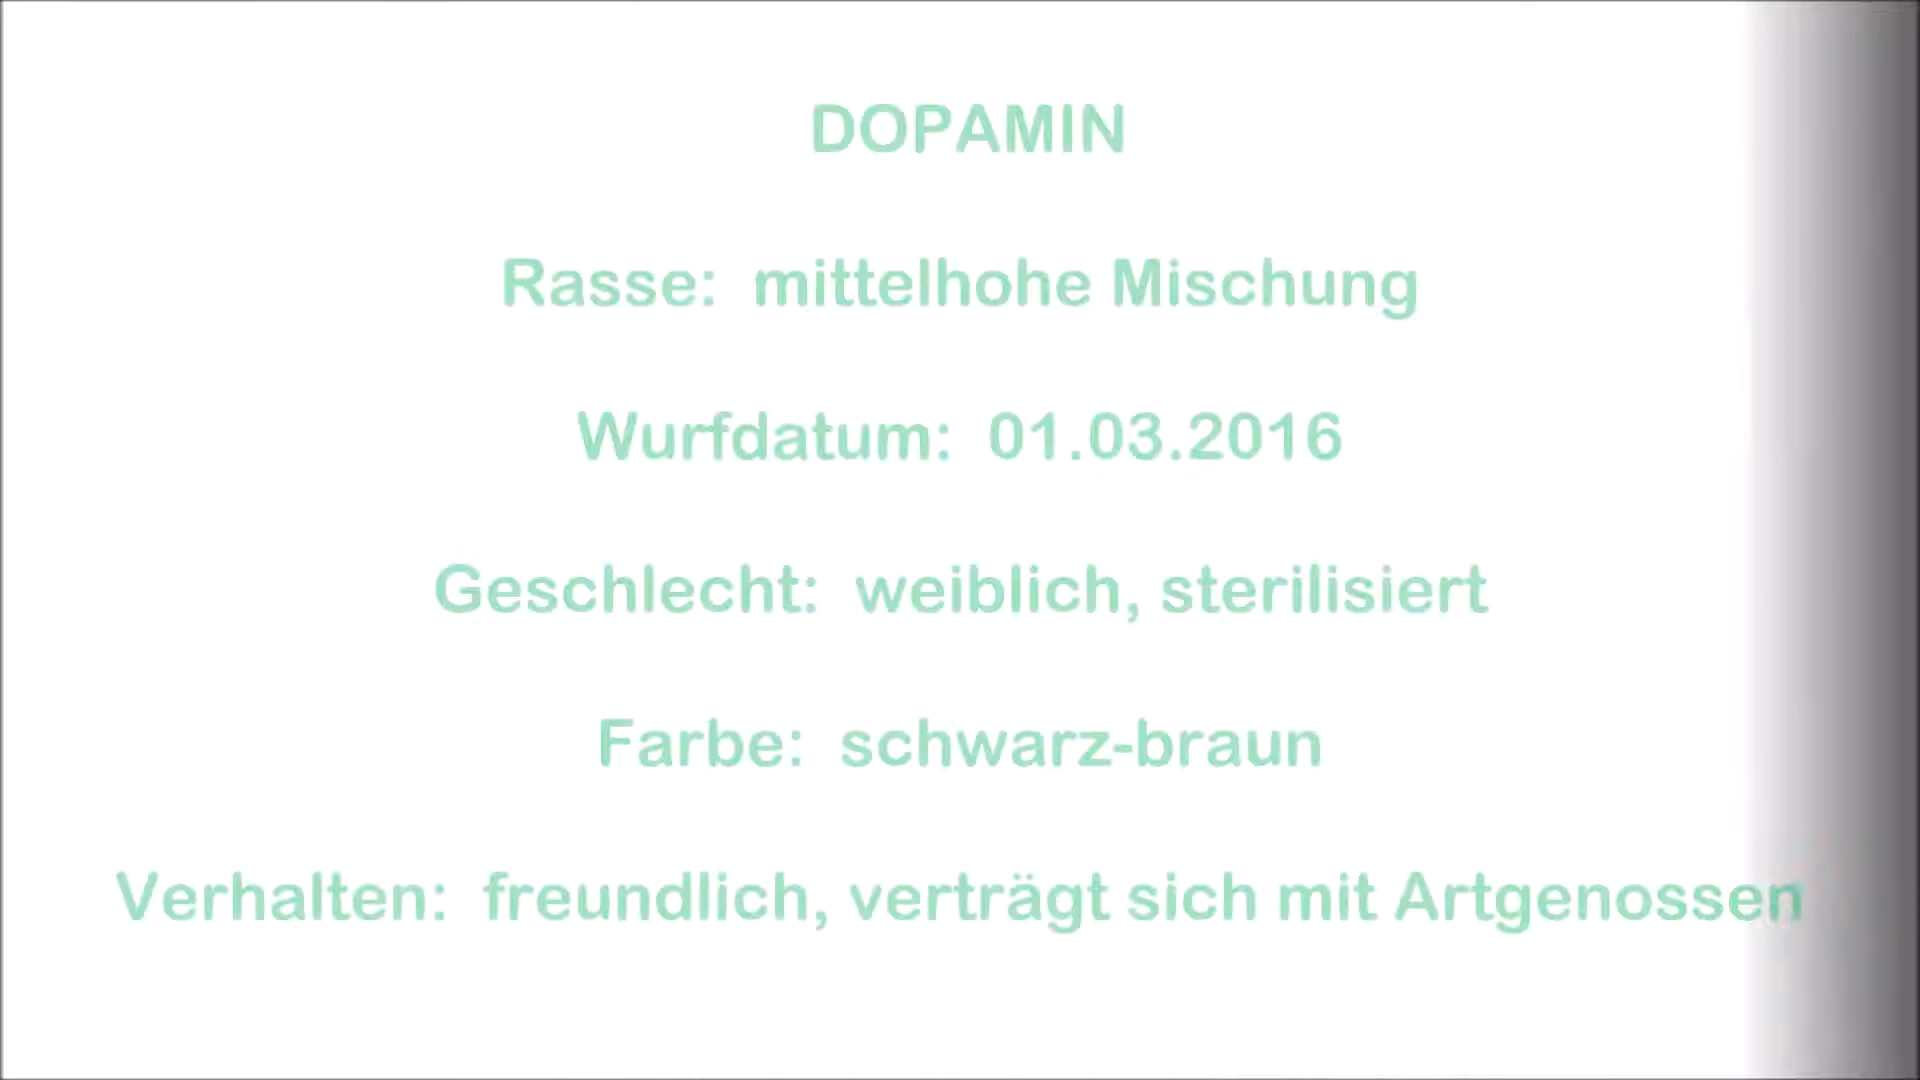 DOPAMIN
Rasse: mittelhohe Mischung
Wurfdatum: 01.03.2016
Geschlecht: weiblich, sterilisiert
Farbe: schwarz-braun
Verhalten: freundlich, verträgt sich mit Artgenossen